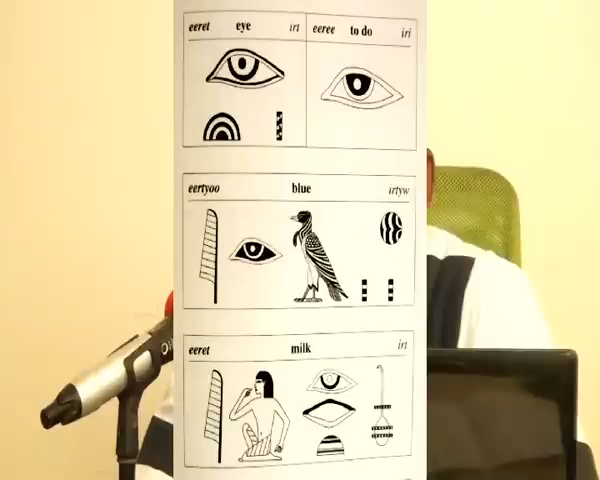 eeret eye irt
eeree to do iri
eertyoo blue irtyw
eeret milk irt